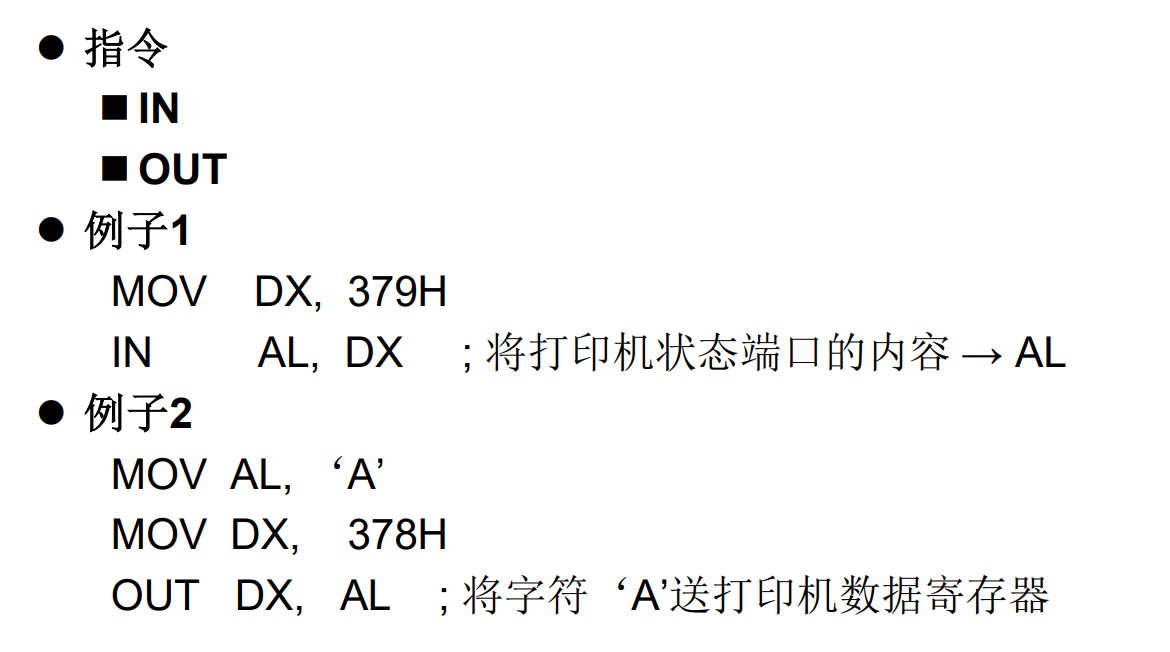 ● 指令
■ IN
■ OUT
● 例子1
MOV DX, 379H
IN AL, DX ; 将打印机状态端口的内容 → AL
● 例子2
MOV AL, ‘A’
MOV DX, 378H
OUT DX, AL ; 将字符‘A’送打印机数据寄存器